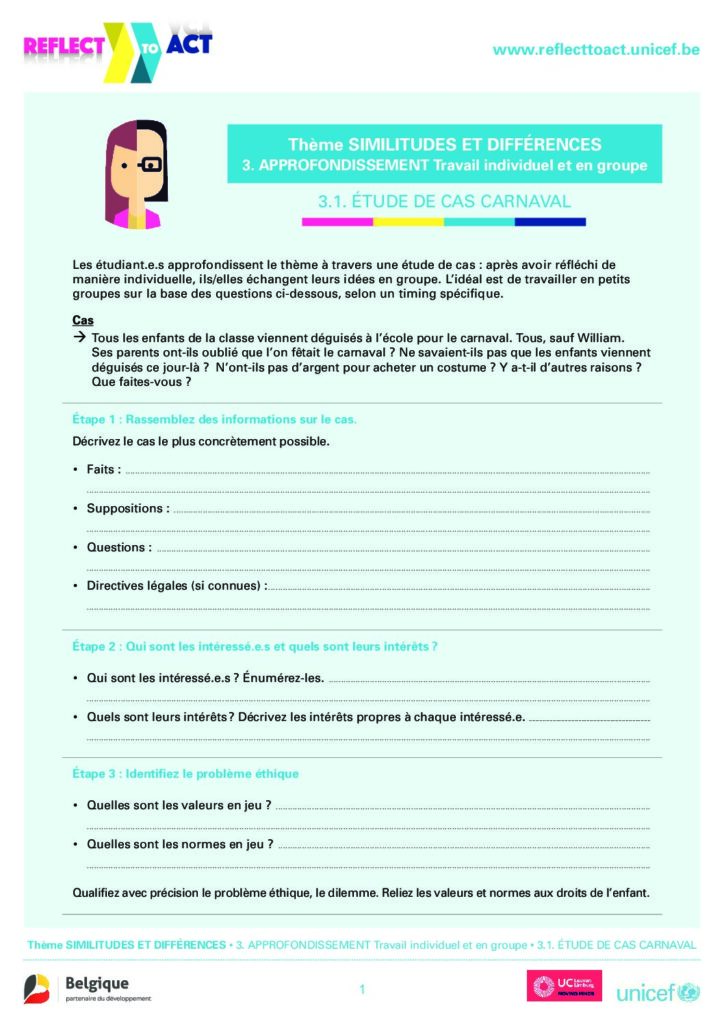 REFLECT TO ACT
www.reflecttoact.unicef.be
Thème SIMILITUDES ET DIFFÉRENCES
3. APPROFONDISSEMENT Travail individuel et en groupe
3.1. ÉTUDE DE CAS CARNAVAL
Les étudiant.e.s approfondissent le thème à travers une étude de cas : après avoir réfléchi de
manière individuelle, ils/elles échangent leurs idées en groupe. L’idéal est de travailler en petits
groupes sur la base des questions ci-dessous, selon un timing spécifique.
Cas
→ Tous les enfants de la classe viennent déguisés à l’école pour le carnaval. Tous, sauf William.
Ses parents ont-ils oublié que l’on fêtait le carnaval ? Ne savaient-ils pas que les enfants viennent
déguisés ce jour-là ? N’ont-ils pas d’argent pour acheter un costume ? Y a-t-il d’autres raisons ?
Que faites-vous ?
Étape 1 : Rassemblez des informations sur le cas.
Décrivez le cas le plus concrètement possible.
• Faits :
• Suppositions :
• Questions :
• Directives légales (si connues) :
Étape 2 : Qui sont les intéressé.e.s et quels sont leurs intérêts ?
• Qui sont les intéressé.e.s ? Énumérez-les.
• Quels sont leurs intérêts ? Décrivez les intérêts propres à chaque intéressé.e.
Étape 3 : Identifiez le problème éthique
• Quelles sont les valeurs en jeu ?
• Quelles sont les normes en jeu ?
Qualifiez avec précision le problème éthique, le dilemme. Reliez les valeurs et normes aux droits de l’enfant.
Thème SIMILITUDES ET DIFFÉRENCES • 3. APPROFONDISSEMENT Travail individuel et en groupe • 3.1. ÉTUDE DE CAS CARNAVAL
Belgique
partenaire du développement
1
UC Leuven
Limburg
unicef